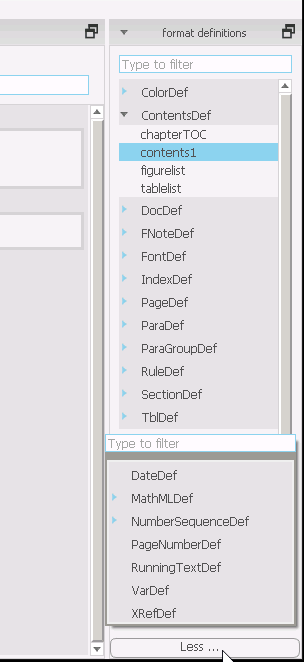 format definitions
Type to filter
ColorDef
ContentsDef
chapterTOC
contents1
figurelist
tablelist
DocDef
FNoteDef
FontDef
IndexDef
PageDef
ParaDef
ParaGroupDef
RuleDef
SectionDef
TblDef
Type to filter
DateDef
MathMLDef
NumberSequenceDef
PageNumberDef
RunningTextDef
VarDef
XRefDef
Less ...